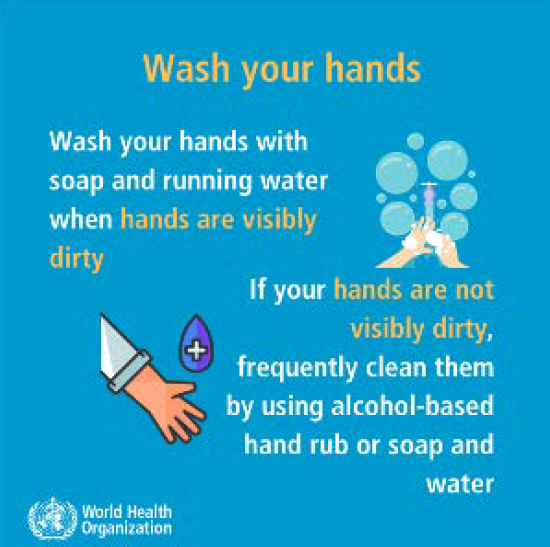 Wash your hands
Wash your hands with
soap and running water
when hands are visibly
dirty
If your hands are not
visibly dirty,
frequently clean them
by using alcohol-based
hand rub or soap and
water
World Health
Organization